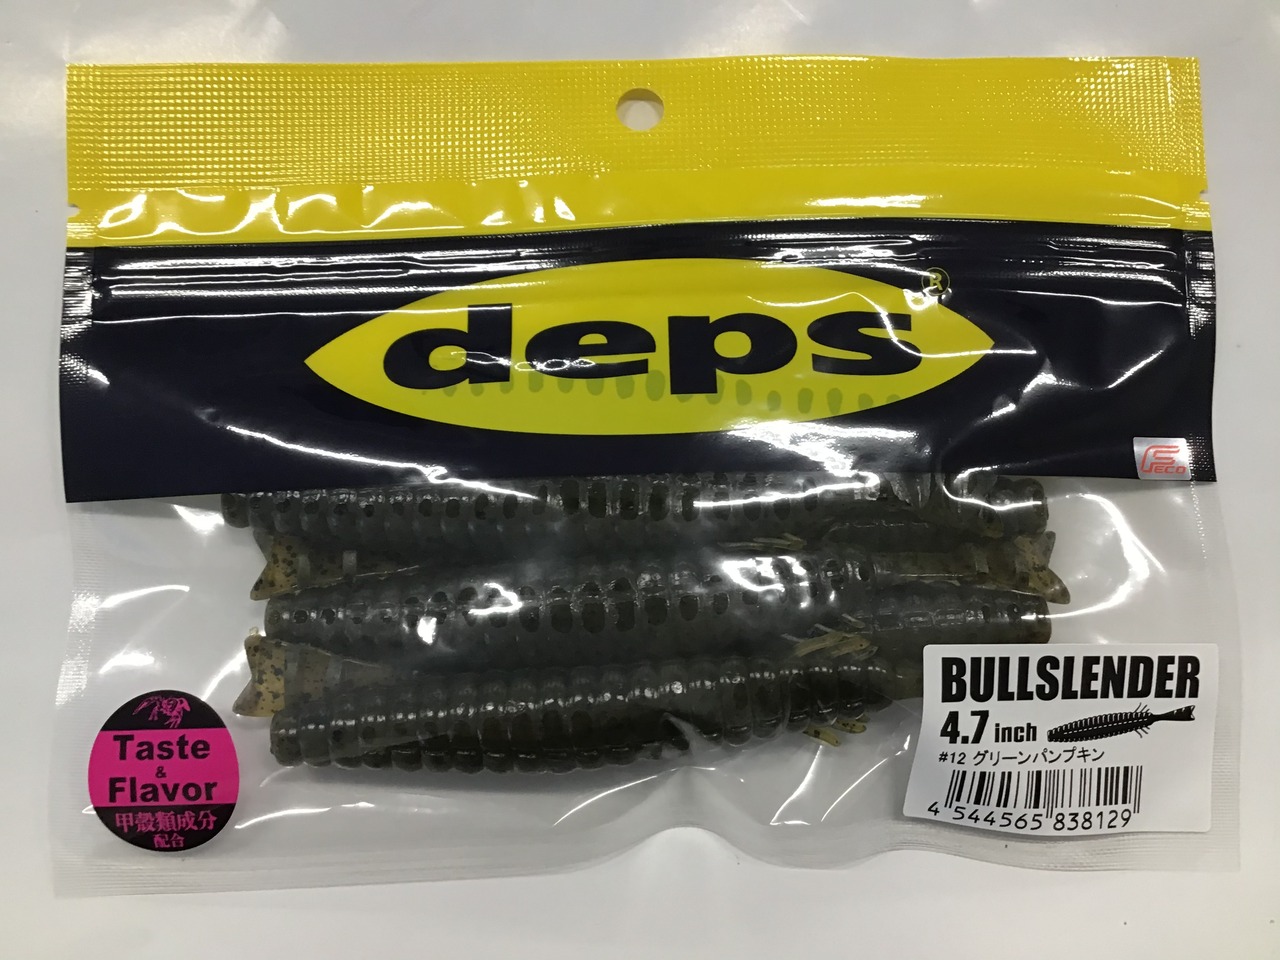 deps®
FECO
BULLSLENDER
4.7 inch
#12 グリーンパンプキン
4 544565 838129
Taste
&
Flavor
甲殻類成分
配合